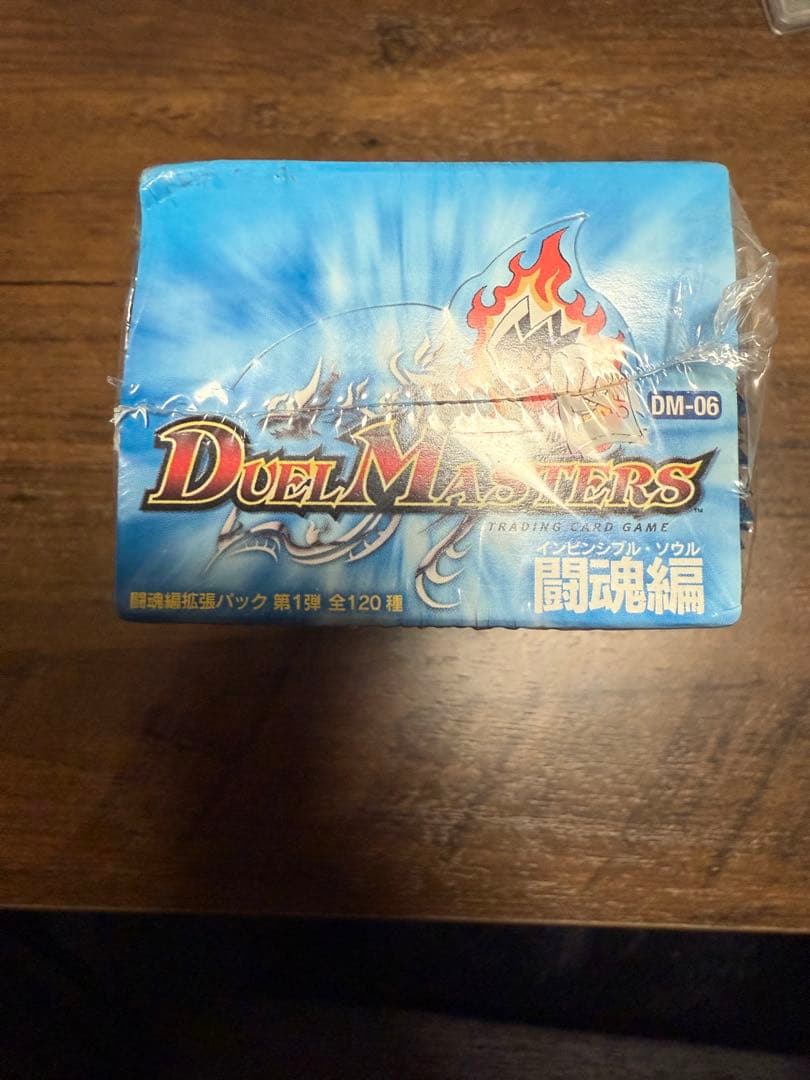 DM-06
DUEL MASTERS™
TRADING CARD GAME
インビンシブル・ソウル
闘魂編
闘魂編拡張パック 第1弾 全120種